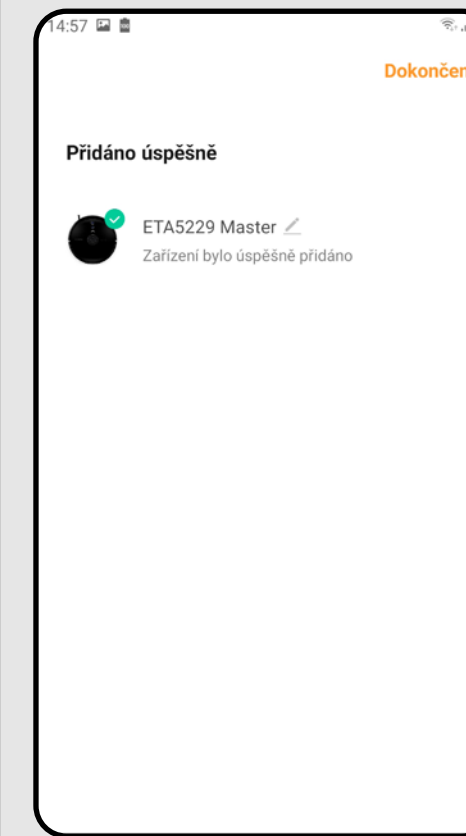 14:57
Dokončen
Přidáno úspěšně
ETA5229 Master
Zařízení bylo úspěšně přidáno